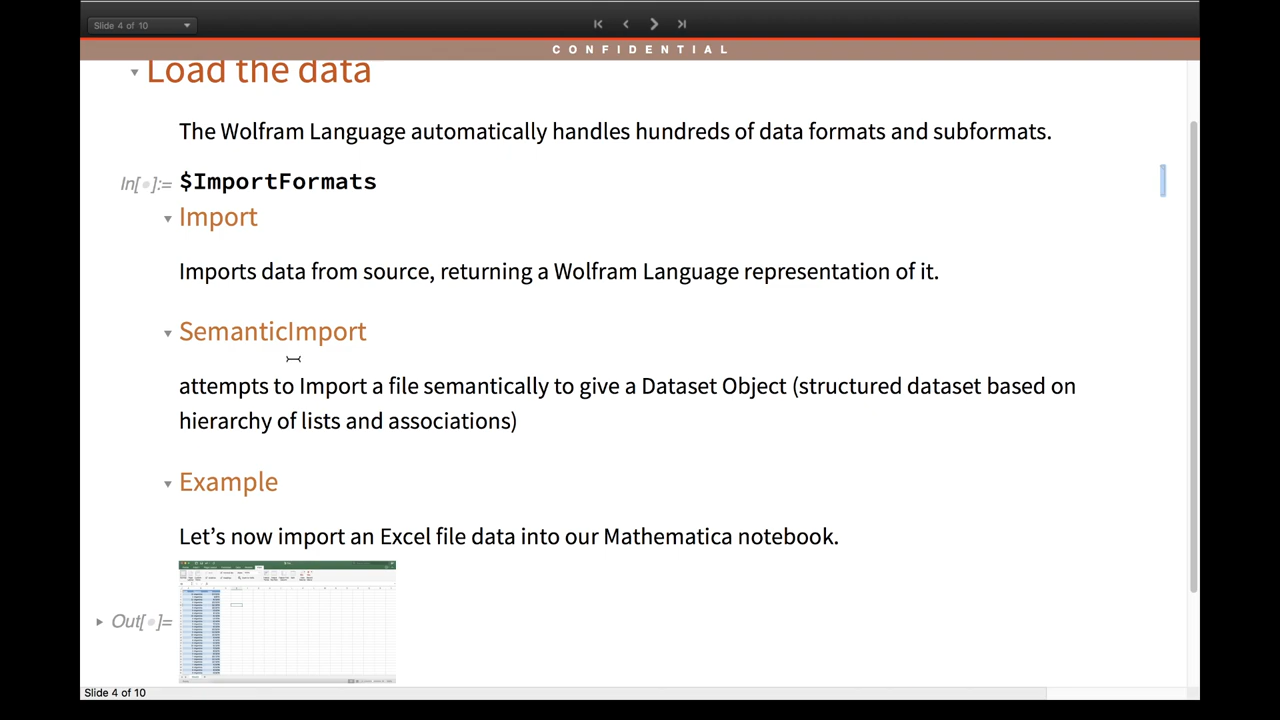 Slide 4 of 10
CONFIDENTIAL
Load the data
The Wolfram Language automatically handles hundreds of data formats and subformats.
In[ ]:= $ImportFormats
Import
Imports data from source, returning a Wolfram Language representation of it.
SemanticImport
attempts to Import a file semantically to give a Dataset Object (structured dataset based on
hierarchy of lists and associations)
Example
Let's now import an Excel file data into our Mathematica notebook.
Out[ ]=
Slide 4 of 10